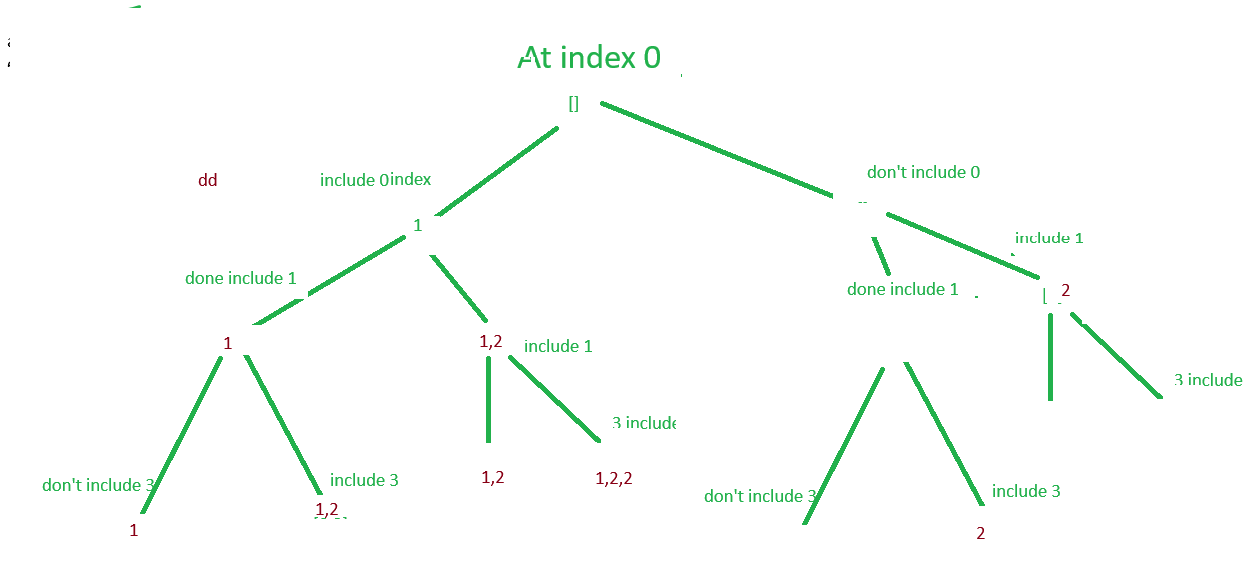 At index 0
[]
don't include 0
dd
include 0 index
1
include 1
done include 1
done include 1
2
1
1,2
include 1
3 include
3 include
1,2
1,2,2
don't include 3
include 3
don't include 3
include 3
1,2
1
2